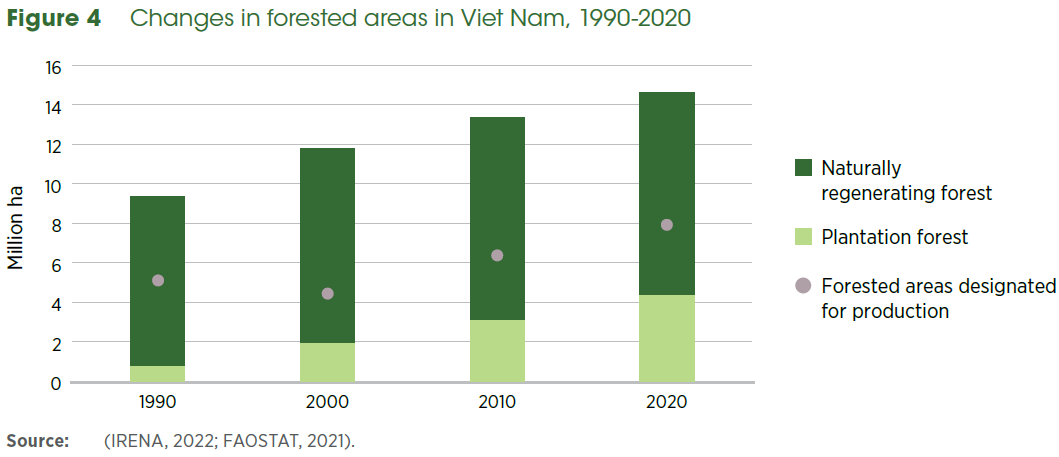 Figure 4 Changes in forested areas in Viet Nam, 1990-2020
Million ha
16
14
12
10
8
6
4
2
0
1990 2000 2010 2020
Naturally
regenerating forest
Plantation forest
Forested areas designated
for production
Source: (IRENA, 2022; FAOSTAT, 2021).